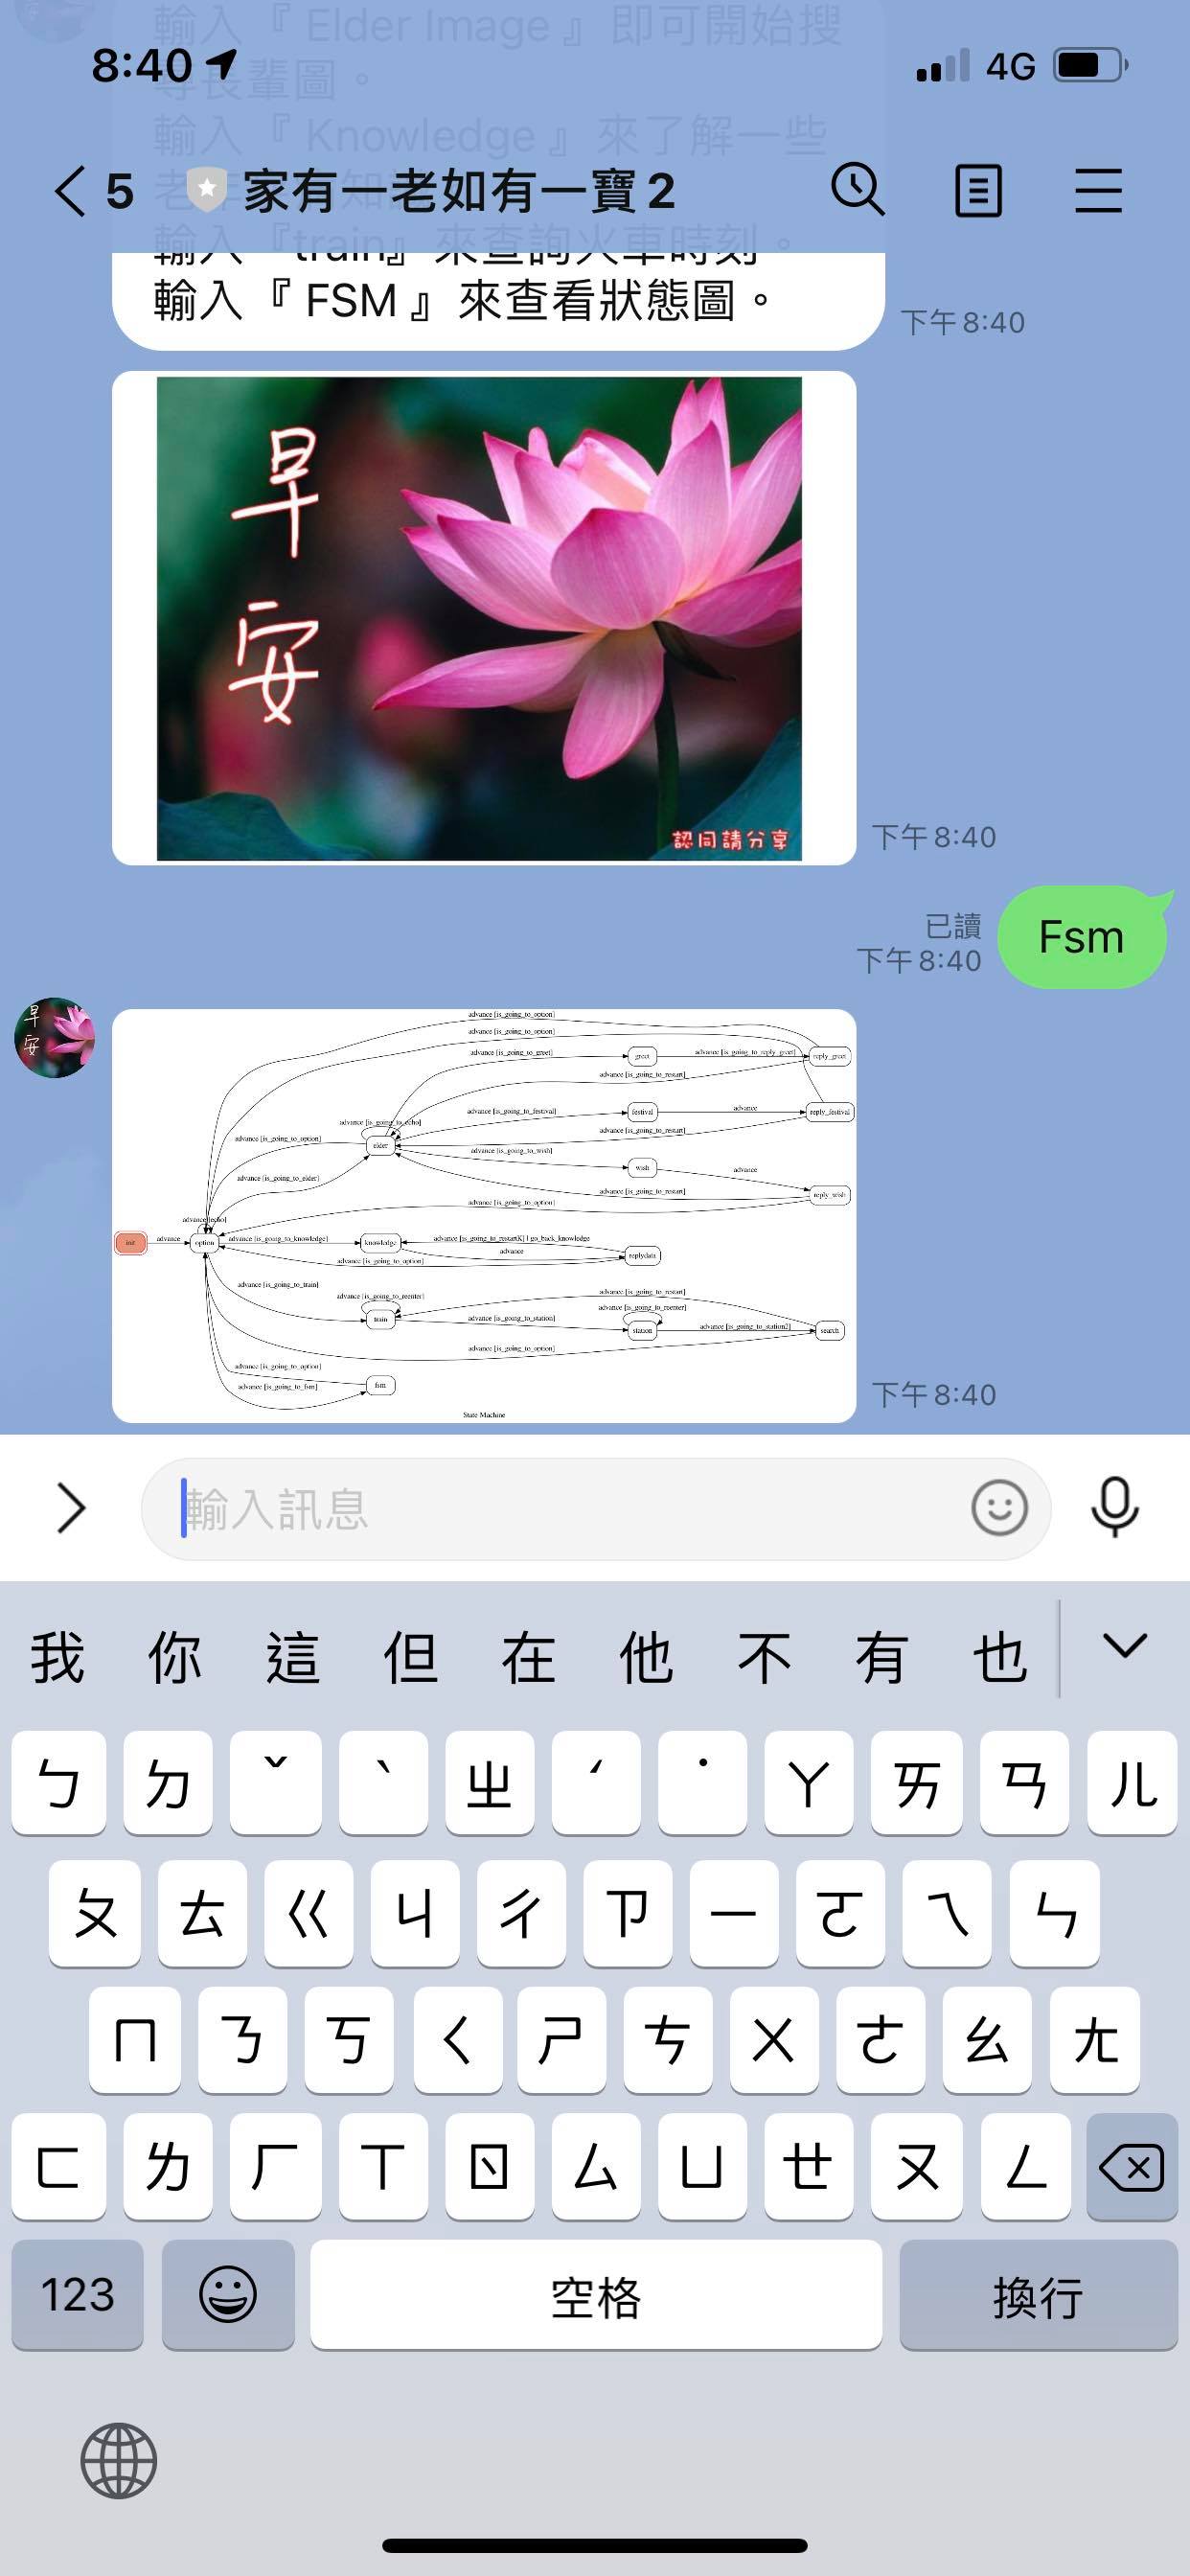 輸入『 Elder Image 』 即可開始搜
尋長輩圖。
8:40
4G
輸入『 Knowledge 』來了解一些
5
家有一老如有一寶 2
輸入『train』來查詢火車時刻。
輸入『 FSM 』來查看狀態圖。
下午 8:40
早
安
認同請分享
下午 8:40
已讀
下午 8:40
Fsm
早
安
advance [is_going_to_option]
advance [is_going_to_option]
advance [is_going_to_greet]
greet
advance [is_going_to_reply_greet]
reply_greet
advance [is_going_to_restart]
advance [is_going_to_festival]
festival
advance
reply_festival
advance [is_going_to_echo]
advance [is_going_to_restart]
advance [is_going_to_option]
elder
advance [is_going_to_wish]
wish
advance
advance [is_going_to_elder]
advance [is_going_to_restart]
reply_wish
advance [is_going_to_option]
advance [echo]
init
advance
option
advance [is_going_to_knowledge]
knowledge
advance [is_going_to_restartK] | go_back_knowledge
advance
replydata
advance [is_going_to_option]
advance [is_going_to_train]
advance [is_going_to_reenter]
train
advance [is_going_to_restart]
advance [is_going_to_reenter]
advance [is_going_to_station]
station
advance [is_going_to_station2]
search
advance [is_going_to_option]
advance [is_going_to_option]
advance [is_going_to_fsm]
fsm
State Machine
下午 8:40
輸入訊息
我 你 這 但 在 他 不 有 也
ㄅ ㄉ ˇ ˋ ㄓ ˊ ˙ ㄚ ㄞ ㄢ ㄦ
ㄆ ㄊ ㄍ ㄐ ㄔ ㄗ ㄧ ㄛ ㄟ ㄣ
ㄇ ㄋ ㄎ ㄑ ㄕ ㄘ ㄨ ㄜ ㄠ ㄤ
ㄈ ㄌ ㄏ ㄒ ㄖ ㄙ ㄩ ㄝ ㄡ ㄥ
123
空格
換行